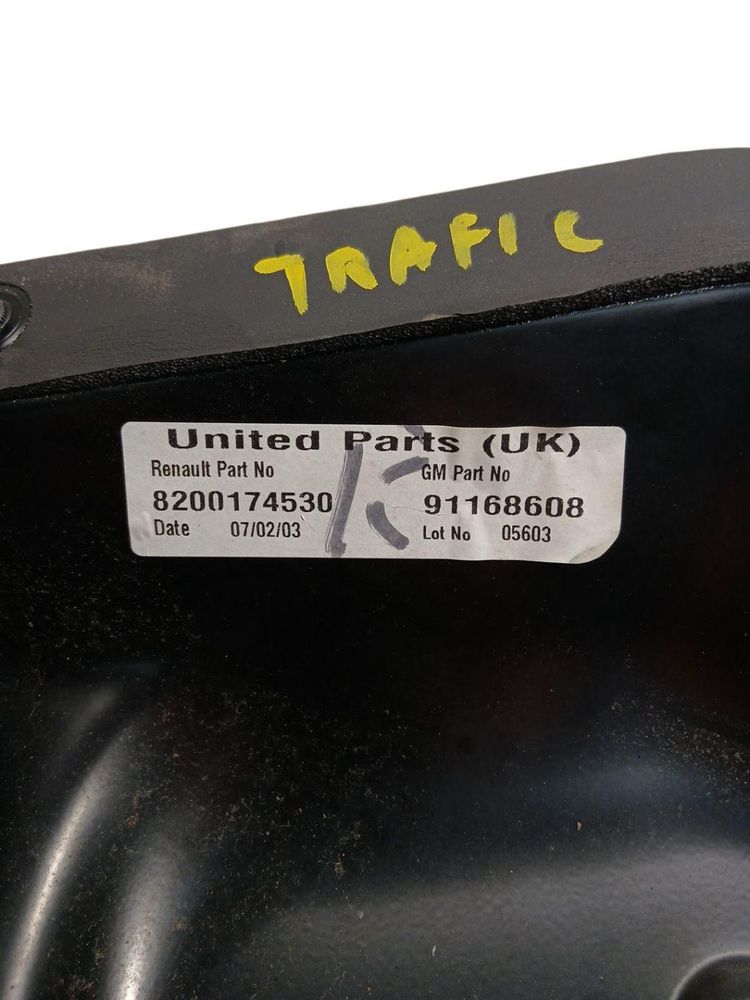 TRAFIC
United Parts (UK)
Renault Part No GM Part No
8200174530 91168608
Date 07/02/03 Lot No 05603